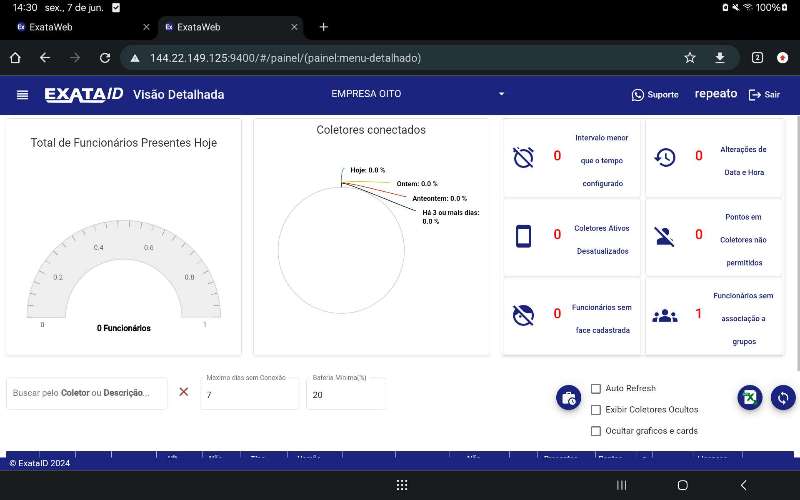 14:30 sex., 7 de jun. 100%
ExataWeb
ExataWeb
144.22.149.125:9400/#/painel/(painel:menu-detalhado)
2
EXATAID Visão Detalhada
EMPRESA OITO
Suporte
repeato
Sair
Total de Funcionários Presentes Hoje
0
0.2
0.4
0.6
0.8
1
0 Funcionários
Coletores conectados
Hoje: 0.0 %
Ontem: 0.0 %
Anteontem: 0.0 %
Há 3 ou mais dias:
0.0 %
0
Intervalo menor
que o tempo
configurado
0
Alterações de
Data e Hora
0
Coletores Ativos
Desatualizados
0
Pontos em
Coletores não
permitidos
0
Funcionários sem
face cadastrada
1
Funcionários sem
associação a
grupos
Buscar pelo Coletor ou Descrição...
Máximo dias sem Conexão
7
Bateria Mínima(%)
20
Auto Refresh
Exibir Coletores Ocultos
Ocultar graficos e cards
© ExataID 2024